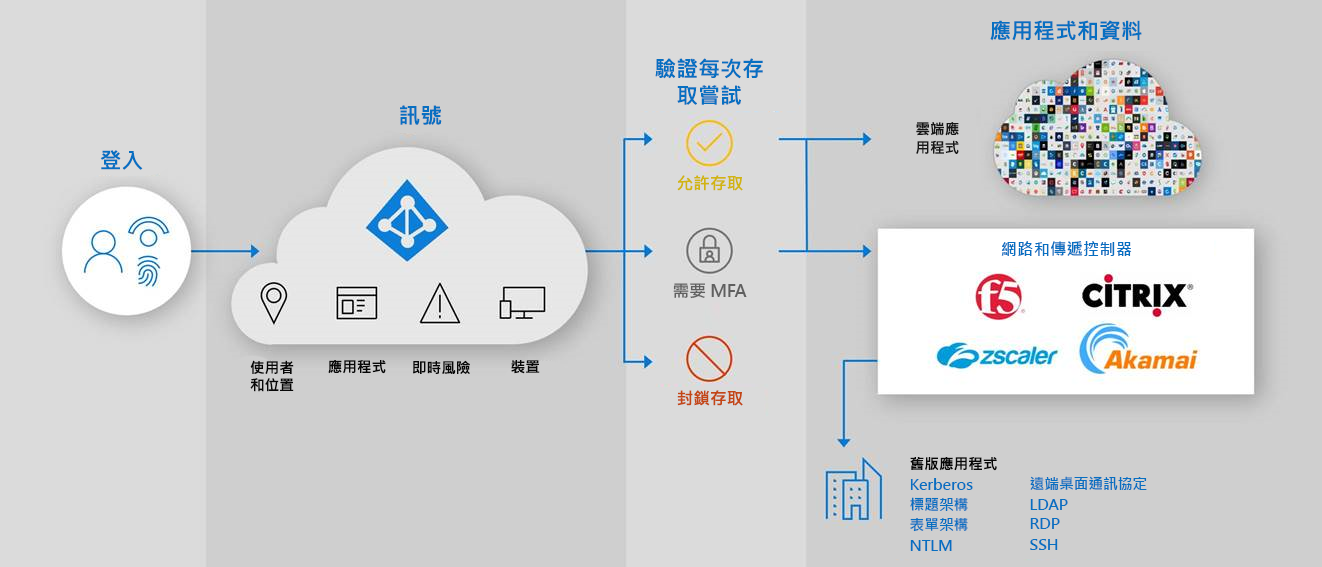 登入
訊號
使用者
和位置
應用程式
即時風險
裝置
驗證每次存
取嘗試
允許存取
需要 MFA
封鎖存取
應用程式和資料
雲端應
用程式
網路和傳遞控制器
f5
CITRIX®
zscaler
Akamai
舊版應用程式
Kerberos
標題架構
表單架構
NTLM
遠端桌面通訊協定
LDAP
RDP
SSH